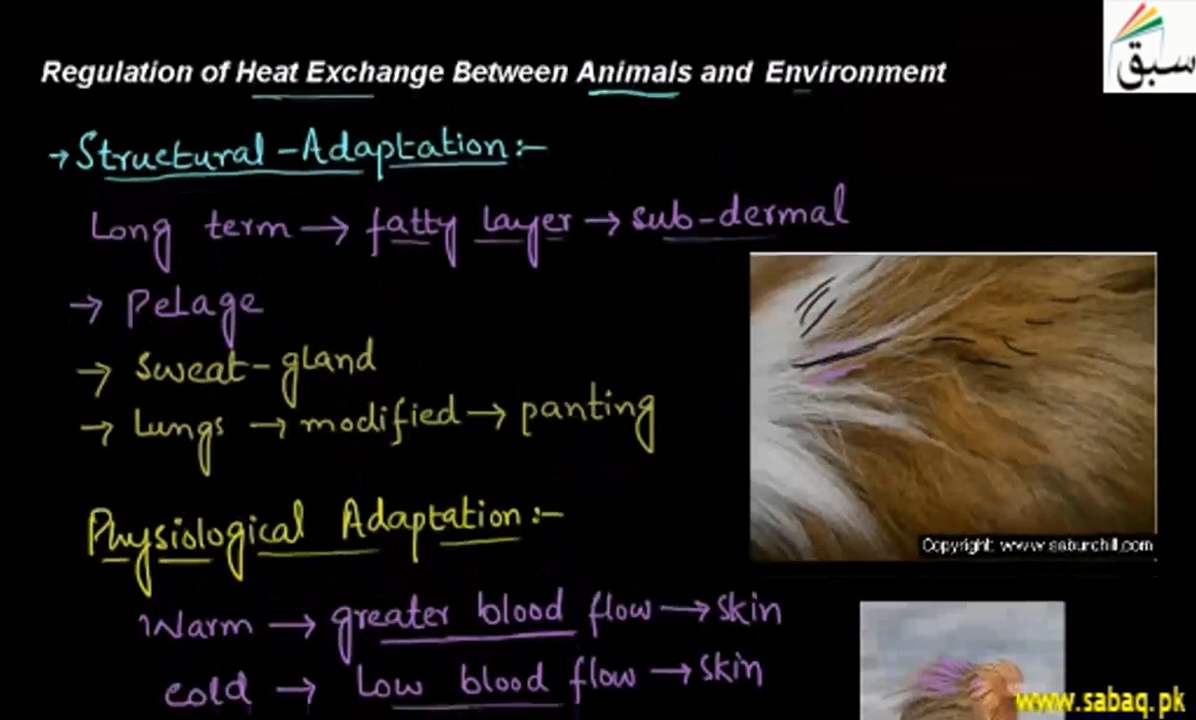 سبق
Regulation of Heat Exchange Between Animals and Environment
→ Structural - Adaptation :-
Long term → fatty layer → sub-dermal
→ Pelage
→ Sweat-gland
→ Lungs → modified → panting
Copyright: www.saburchill.com
Physiological Adaptation :-
Warm → greater blood flow → skin
cold → Low blood flow → skin
www.sabaq.pk